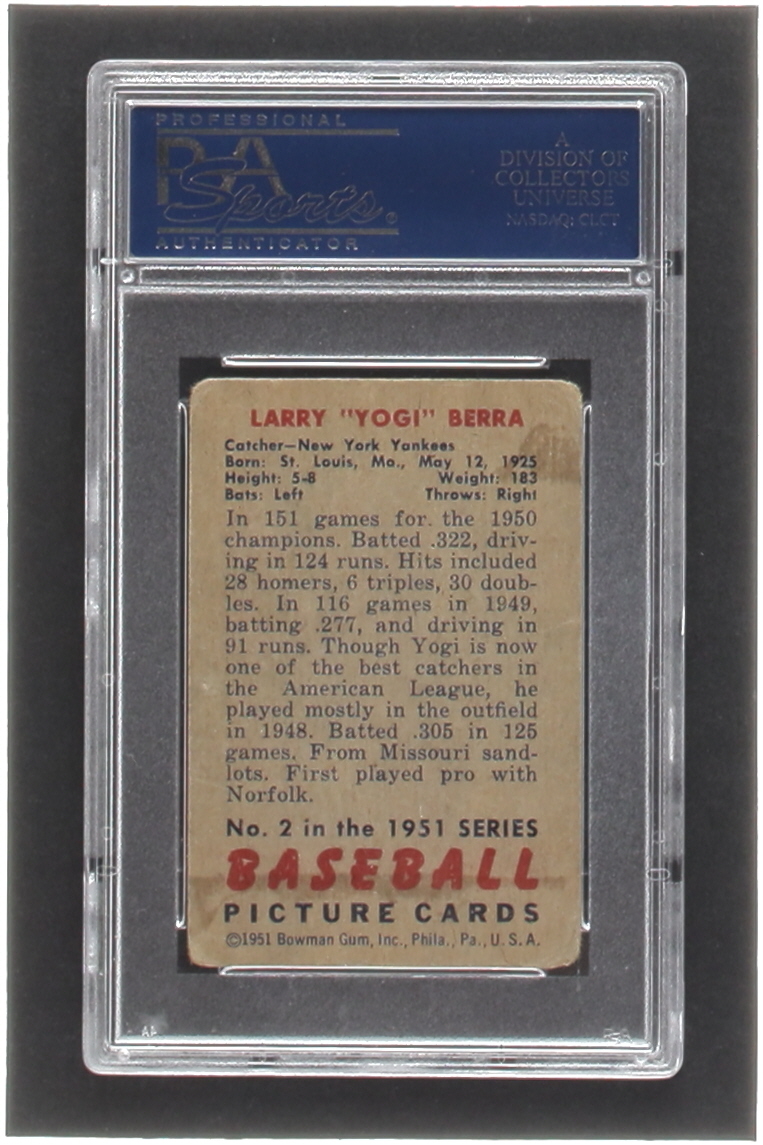 PROFESSIONAL
PSA
Sports®
AUTHENTICATOR
A
DIVISION OF
COLLECTORS
UNIVERSE
NASDAQ: CLCT
LARRY "YOGI" BERRA
Catcher—New York Yankees
Born: St. Louis, Mo., May 12, 1925
Height: 5-8 Weight: 183
Bats: Left Throws: Right
In 151 games for. the 1950
champions. Batted .322, driv-
ing in 124 runs. Hits included
28 homers, 6 triples, 30 doub-
les. In 116 games in 1949,
batting .277, and driving in
91 runs. Though Yogi is now
one of the best catchers in
the American League, he
played mostly in the outfield
in 1948. Batted .305 in 125
games. From Missouri sand-
lots. First played pro with
Norfolk.
No. 2 in the 1951 SERIES
BASEBALL
PICTURE CARDS
©1951 Bowman Gum, Inc., Phila., Pa., U. S. A.